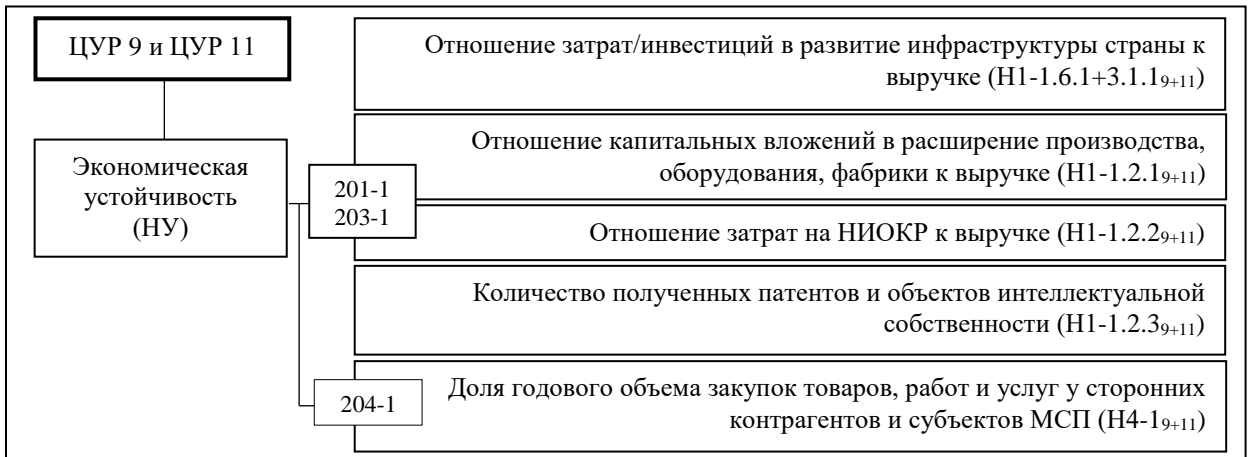 ЦУР 9 и ЦУР 11
Экономическая
устойчивость
(НУ)
201-1
203-1
204-1
Отношение затрат/инвестиций в развитие инфраструктуры страны к
выручке (Н1-1.6.1+3.1.1₉₊₁₁)
Отношение капитальных вложений в расширение производства,
оборудования, фабрики к выручке (Н1-1.2.1₉₊₁₁)
Отношение затрат на НИОКР к выручке (Н1-1.2.2₉₊₁₁)
Количество полученных патентов и объектов интеллектуальной
собственности (Н1-1.2.3₉₊₁₁)
Доля годового объема закупок товаров, работ и услуг у сторонних
контрагентов и субъектов МСП (Н4-1₉₊₁₁)